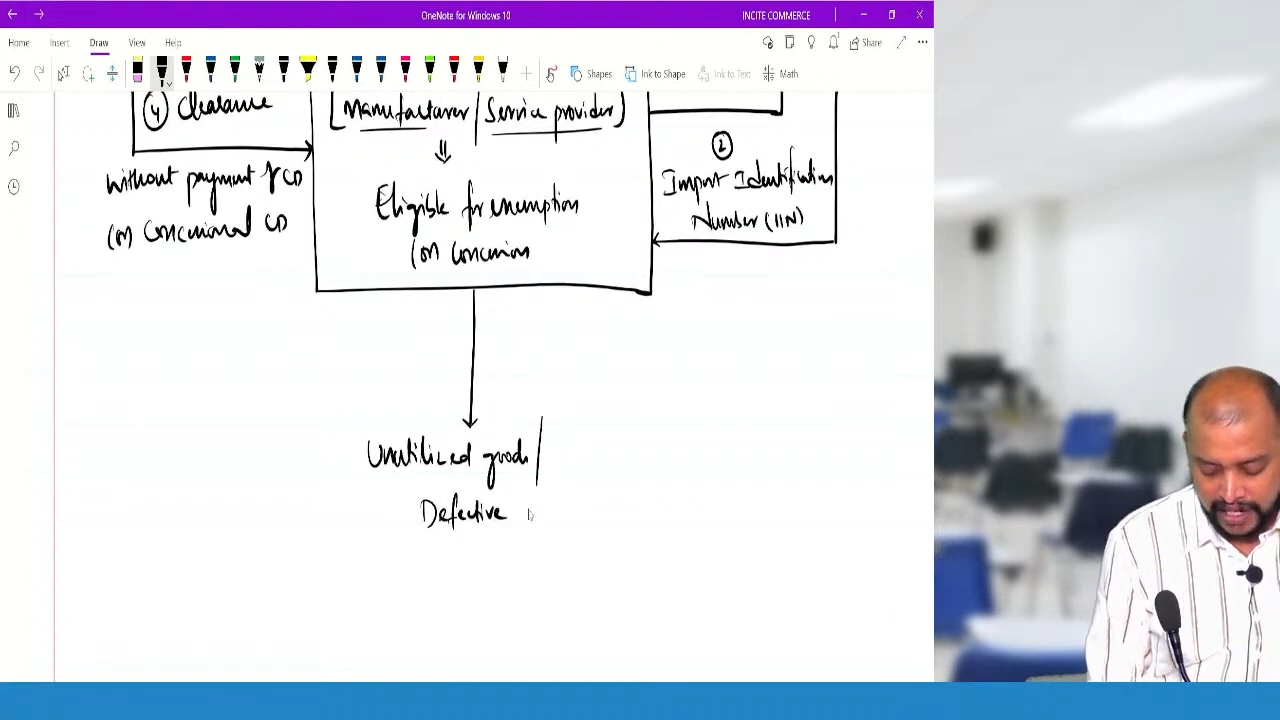 OneNote for Windows 10
INCITE COMMERCE
Home Insert Draw View Help
Share
Shapes Ink to Shape Ink to Text Math
④ Clearance
without payment of CD
(or) Concessional CD
[Manufacturer / Service provider]
⇓
Eligible for exemption
(or) Concession
②
Import Identification
Number (IIN)
Unutilized goods /
Defective